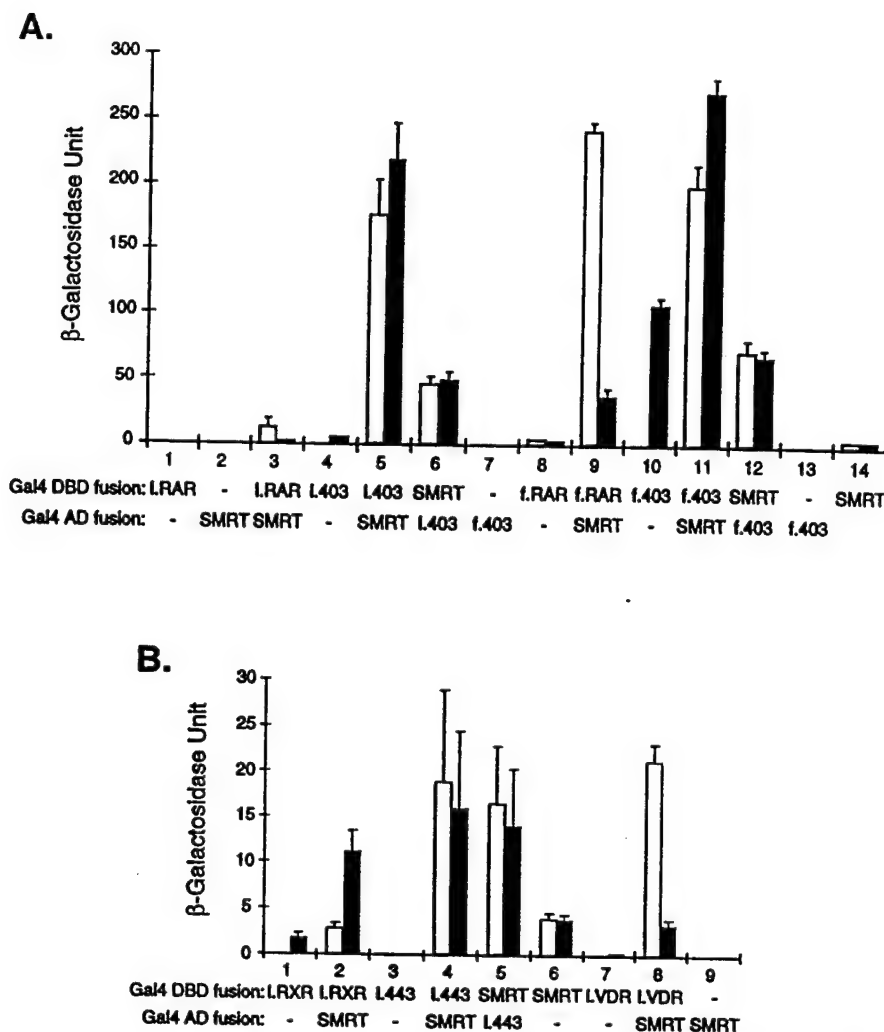 A.
β-Galactosidase Unit
300
250
200
150
100
50
0
1 2 3 4 5 6 7 8 9 10 11 12 13 14
Gal4 DBD fusion: l.RAR - l.RAR l.403 l.403 SMRT - f.RAR f.RAR f.403 f.403 SMRT - SMRT
Gal4 AD fusion: - SMRT SMRT - SMRT l.403 f.403 - SMRT - SMRT f.403 f.403
B.
β-Galactosidase Unit
30
25
20
15
10
5
0
1 2 3 4 5 6 7 8 9
Gal4 DBD fusion: l.RXR l.RXR l.443 l.443 SMRT SMRT l.VDR l.VDR -
Gal4 AD fusion: - SMRT - SMRT l.443 - - SMRT SMRT